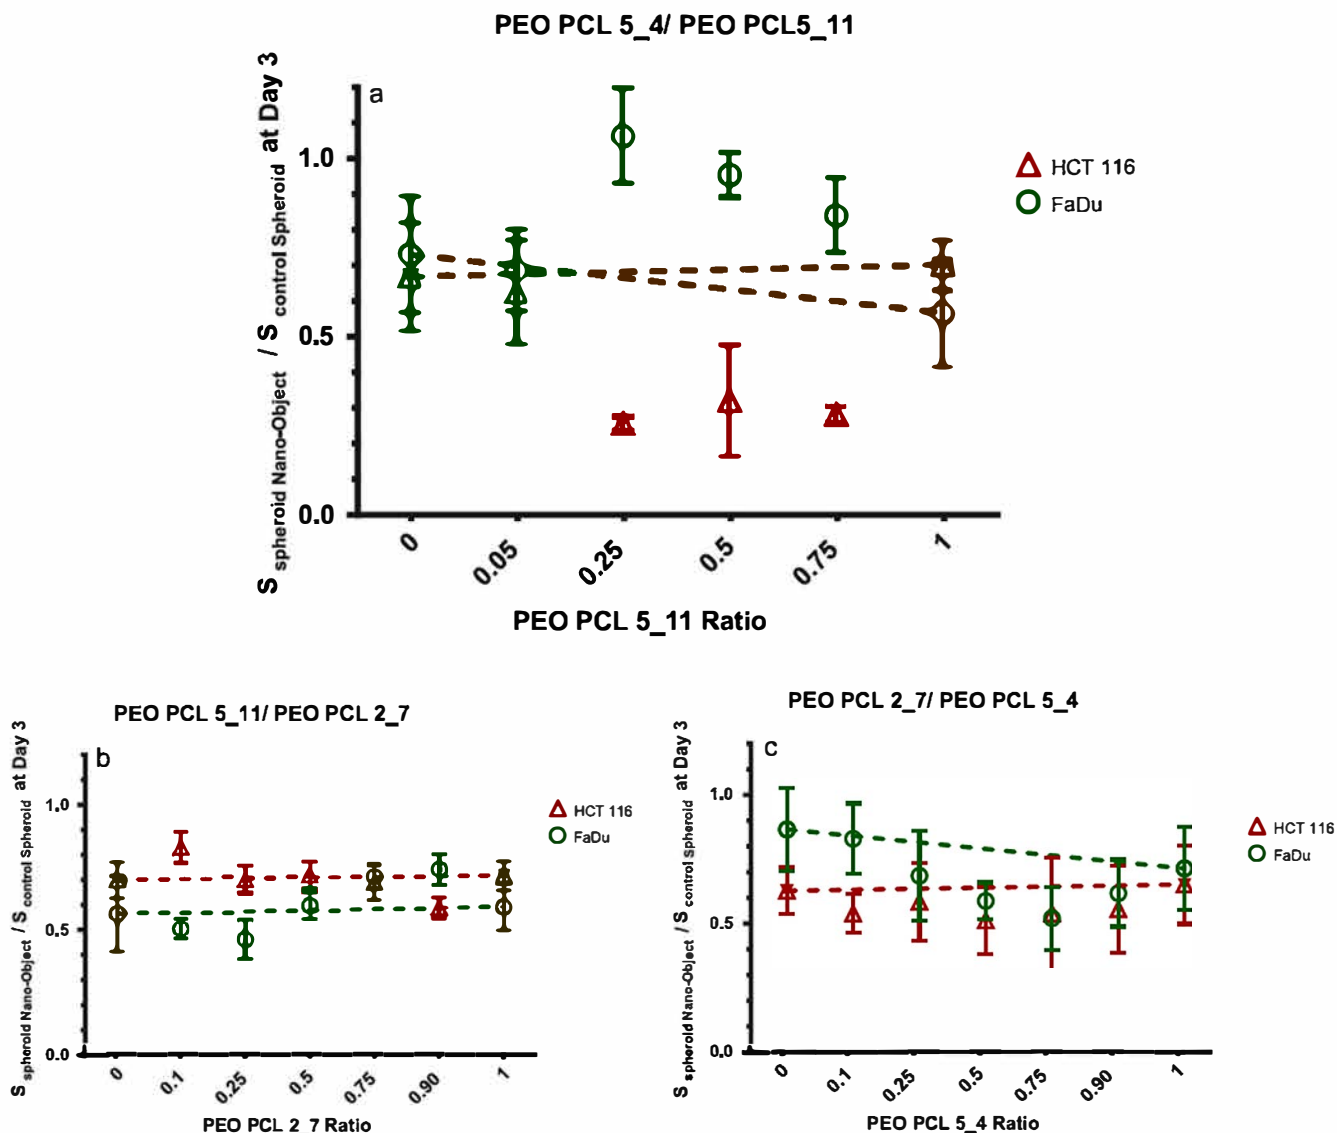 PEO PCL 5_4/ PEO PCL5_11
a
S spheroid Nano-Object / S control Spheroid at Day 3
1.0
0.5
0.0
0
0.05
0.25
0.5
0.75
1
PEO PCL 5_11 Ratio
HCT 116
FaDu
PEO PCL 5_11/ PEO PCL 2_7
b
S spheroid Nano-Object / S control Spheroid at Day 3
1.0
0.5
0.0
0
0.1
0.25
0.5
0.75
0.90
1
PEO PCL 2_7 Ratio
HCT 116
FaDu
PEO PCL 2_7/ PEO PCL 5_4
c
S spheroid Nano-Object / S control Spheroid at Day 3
1.0
0.5
0.0
0
0.1
0.25
0.5
0.75
0.90
1
PEO PCL 5_4 Ratio
HCT 116
FaDu